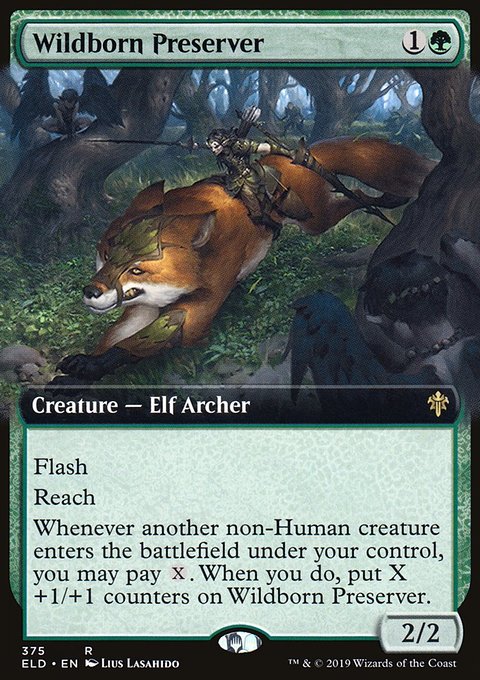 Wildborn Preserver 1
Creature — Elf Archer
Flash
Reach
Whenever another non-Human creature
enters the battlefield under your control,
you may pay X. When you do, put X
+1/+1 counters on Wildborn Preserver.
2/2
375 R
ELD • EN Lius Lasahido
™ & © 2019 Wizards of the Coast